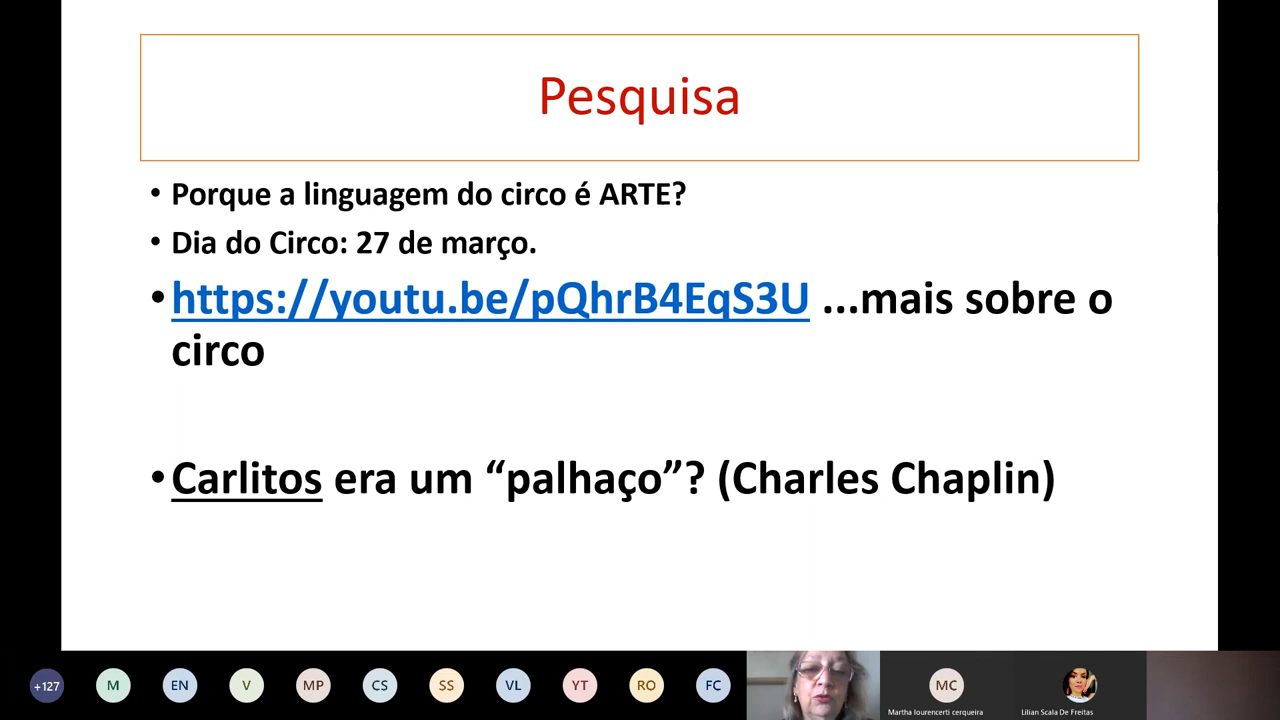 Pesquisa
• Porque a linguagem do circo é ARTE?
• Dia do Circo: 27 de março.
• https://youtu.be/pQhrB4EqS3U ...mais sobre o
circo
• Carlitos era um “palhaço”? (Charles Chaplin)
+127 M EN V MP CS SS VL YT RO FC MC
Martha lourencerti cerqueira Lilian Scala De Freitas